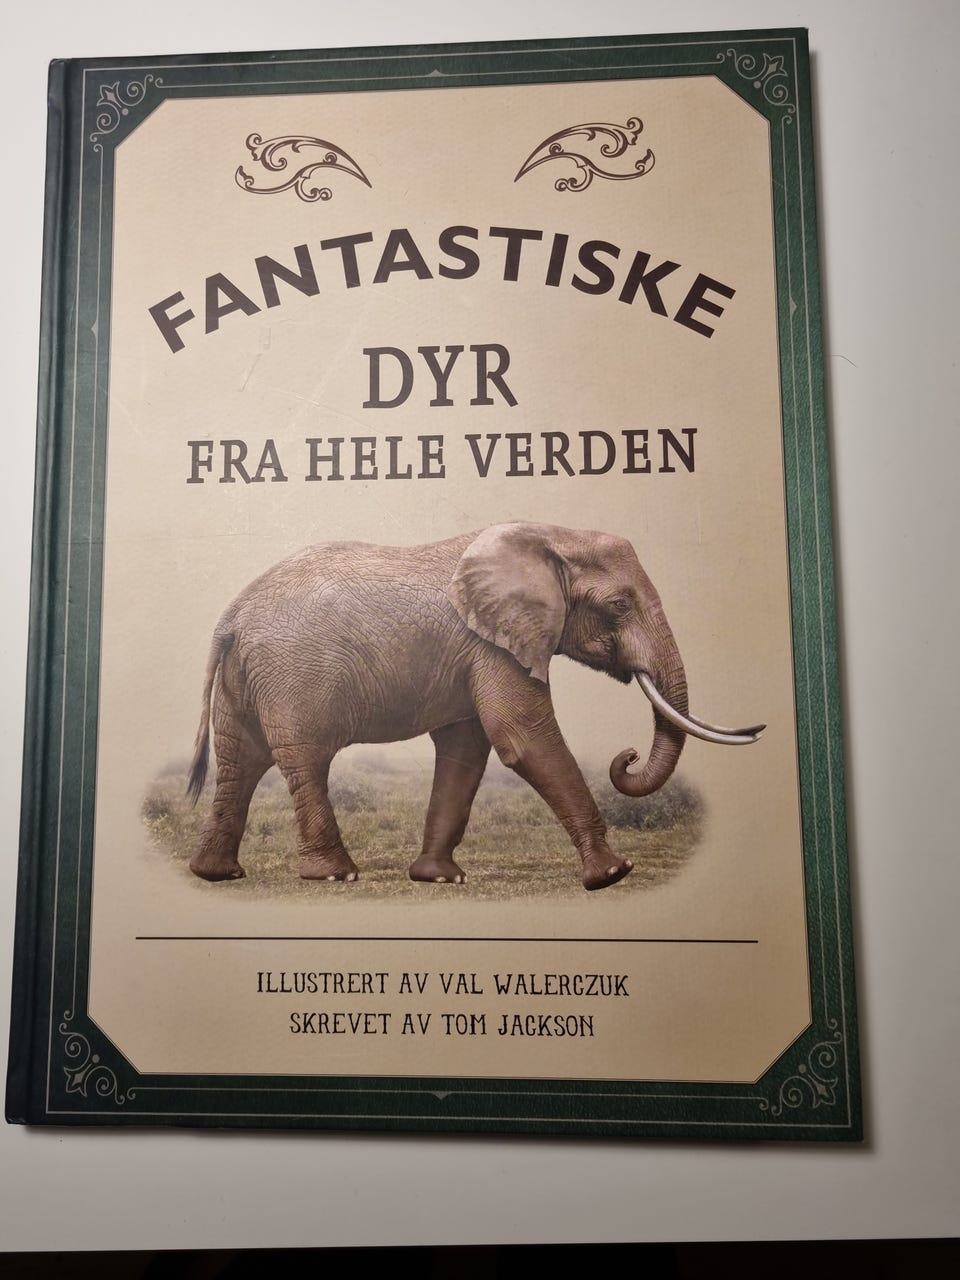 FANTASTISKE
DYR
FRA HELE VERDEN
ILLUSTRERT AV VAL WALERCZUK
SKREVET AV TOM JACKSON